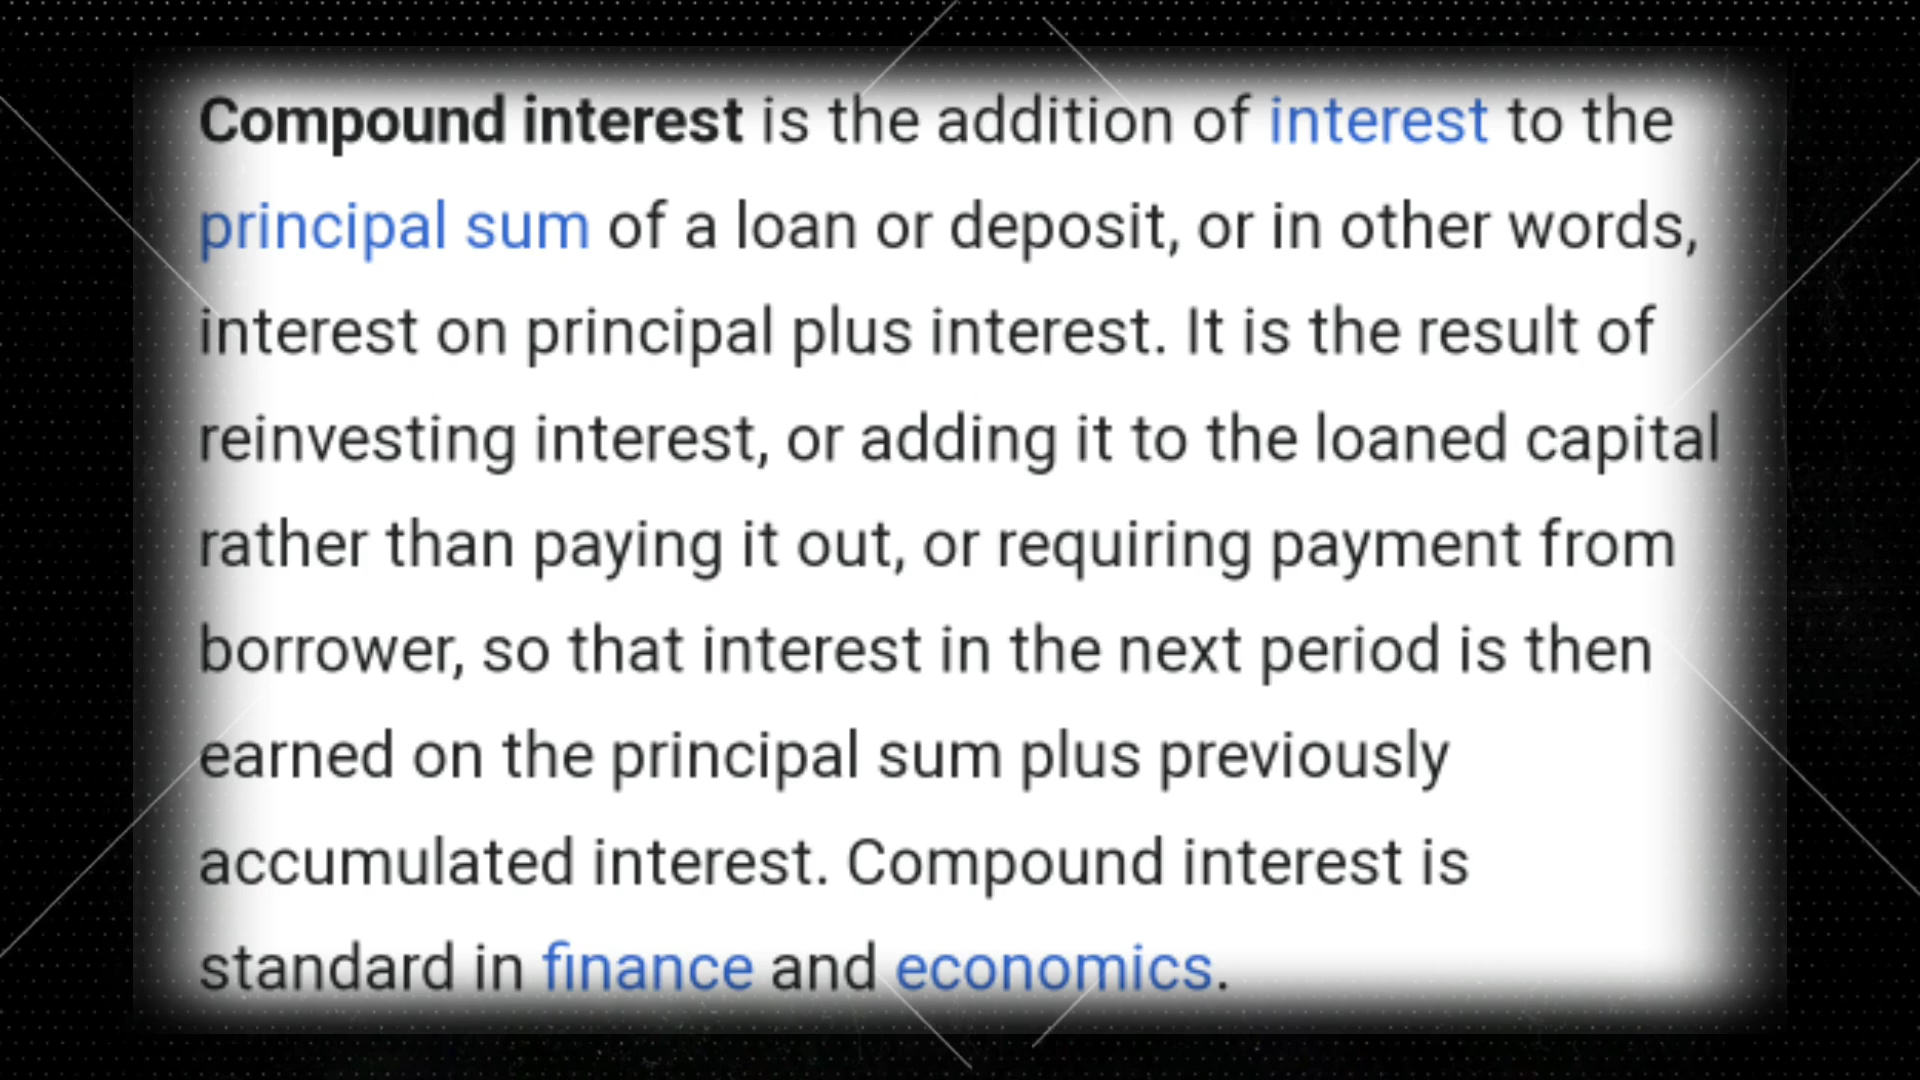 Compound interest is the addition of interest to the
principal sum of a loan or deposit, or in other words,
interest on principal plus interest. It is the result of
reinvesting interest, or adding it to the loaned capital
rather than paying it out, or requiring payment from
borrower, so that interest in the next period is then
earned on the principal sum plus previously
accumulated interest. Compound interest is
standard in finance and economics.